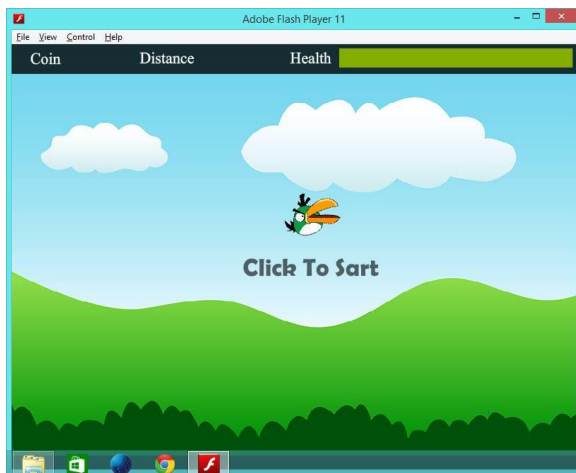 Adobe Flash Player 11
File View Control Help
Coin Distance Health
Click To Sart